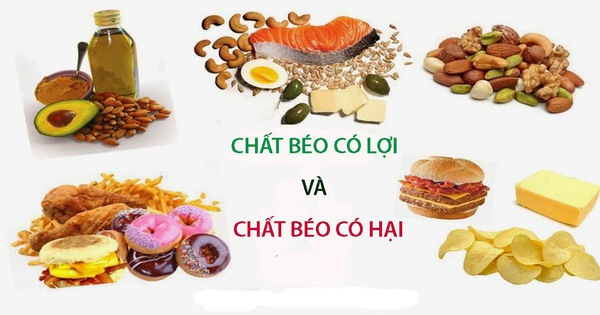 CHẤT BÉO CÓ LỢI
VÀ
CHẤT BÉO CÓ HẠI